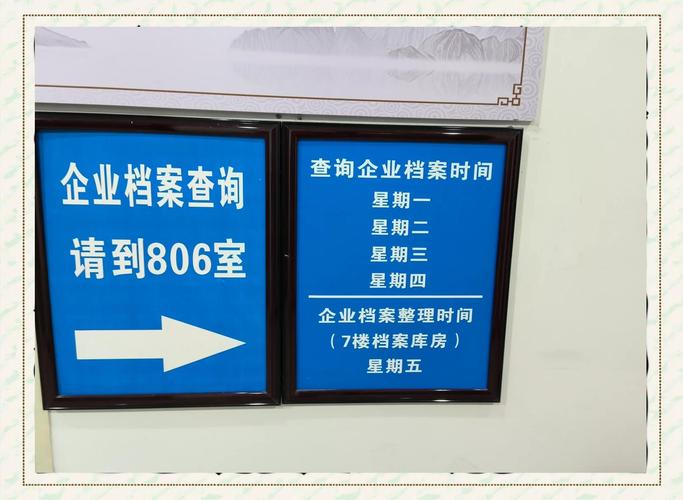 企业档案查询
请到806室
查询企业档案时间
星期一
星期二
星期三
星期四
企业档案整理时间
（7楼档案库房）
星期五